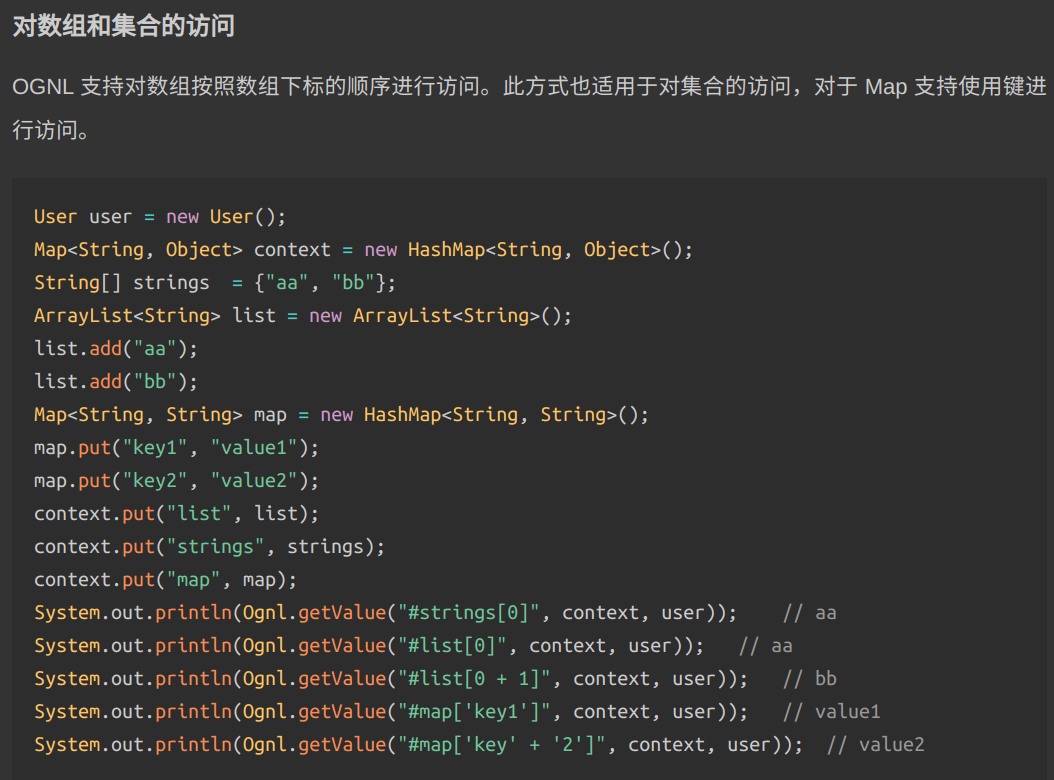 对数组和集合的访问
OGNL 支持对数组按照数组下标的顺序进行访问。此方式也适用于对集合的访问，对于 Map 支持使用键进
行访问。
User user = new User();
Map<String, Object> context = new HashMap<String, Object>();
String[] strings  = {"aa", "bb"};
ArrayList<String> list = new ArrayList<String>();
list.add("aa");
list.add("bb");
Map<String, String> map = new HashMap<String, String>();
map.put("key1", "value1");
map.put("key2", "value2");
context.put("list", list);
context.put("strings", strings);
context.put("map", map);
System.out.println(Ognl.getValue("#strings[0]", context, user));    // aa
System.out.println(Ognl.getValue("#list[0]", context, user));   // aa
System.out.println(Ognl.getValue("#list[0 + 1]", context, user));   // bb
System.out.println(Ognl.getValue("#map['key1']", context, user));   // value1
System.out.println(Ognl.getValue("#map['key' + '2']", context, user));  // value2